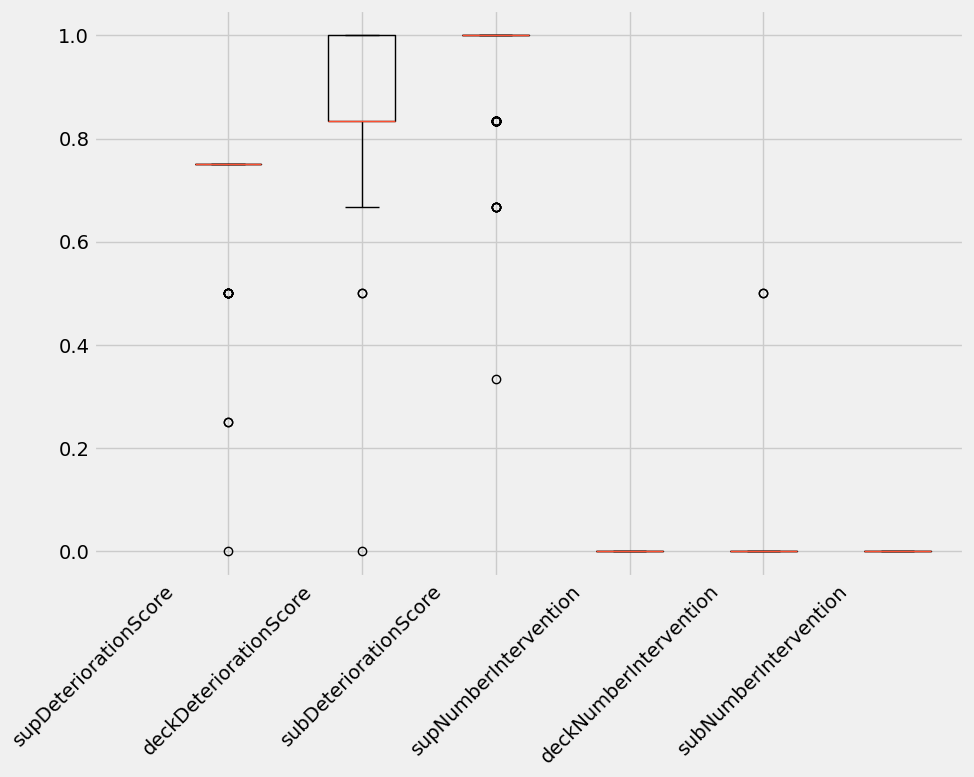 1.0
0.8
0.6
0.4
0.2
0.0
supDeteriorationScore
deckDeteriorationScore
subDeteriorationScore
supNumberIntervention
deckNumberIntervention
subNumberIntervention